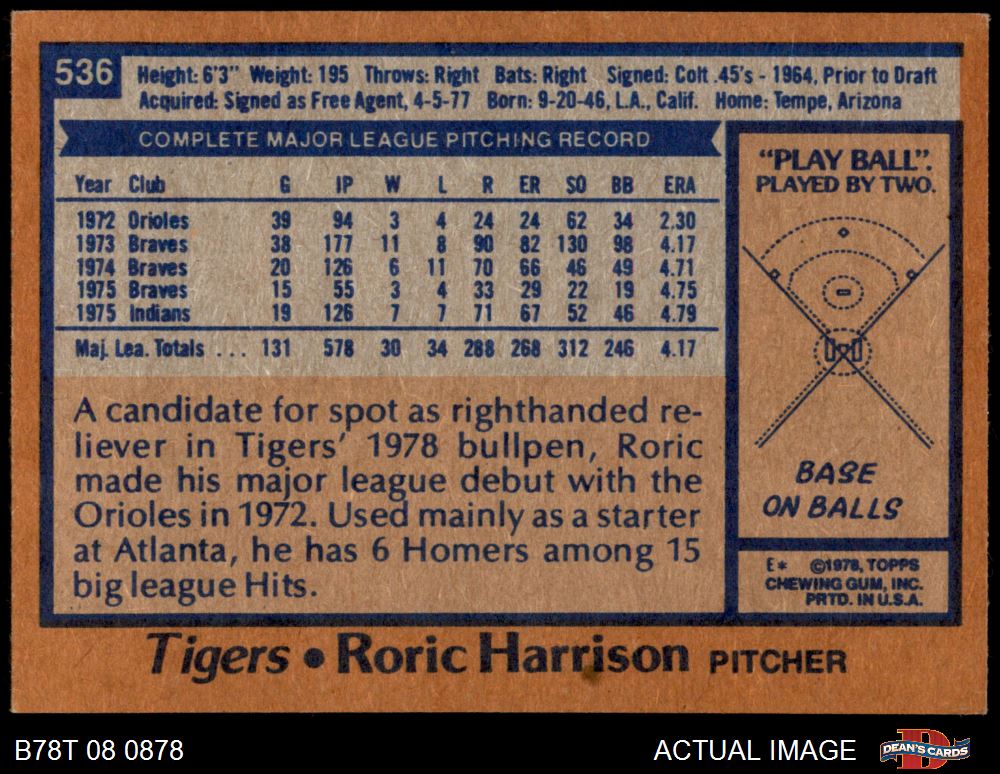 536
Height: 6'3" Weight: 195 Throws: Right Bats: Right Signed: Colt .45's - 1964, Prior to Draft
Acquired: Signed as Free Agent, 4-5-77 Born: 9-20-46, L.A., Calif. Home: Tempe, Arizona
COMPLETE MAJOR LEAGUE PITCHING RECORD
Year Club G IP W L R ER SO BB ERA
1972 Orioles 39 94 3 4 24 24 62 34 2.30
1973 Braves 38 177 11 8 90 82 130 98 4.17
1974 Braves 20 126 6 11 70 66 46 49 4.71
1975 Braves 15 55 3 4 33 29 22 19 4.75
1975 Indians 19 126 7 7 71 67 52 46 4.79
Maj. Lea. Totals ... 131 578 30 34 288 268 312 246 4.17
A candidate for spot as righthanded re-
liever in Tigers' 1978 bullpen, Roric
made his major league debut with the
Orioles in 1972. Used mainly as a starter
at Atlanta, he has 6 Homers among 15
big league Hits.
"PLAY BALL".
PLAYED BY TWO.
BASE
ON BALLS
E* ©1978, TOPPS
CHEWING GUM, INC.
PRTD. IN U.S.A.
Tigers • Roric Harrison PITCHER
B78T 08 0878
ACTUAL IMAGE
DEAN'S CARDS